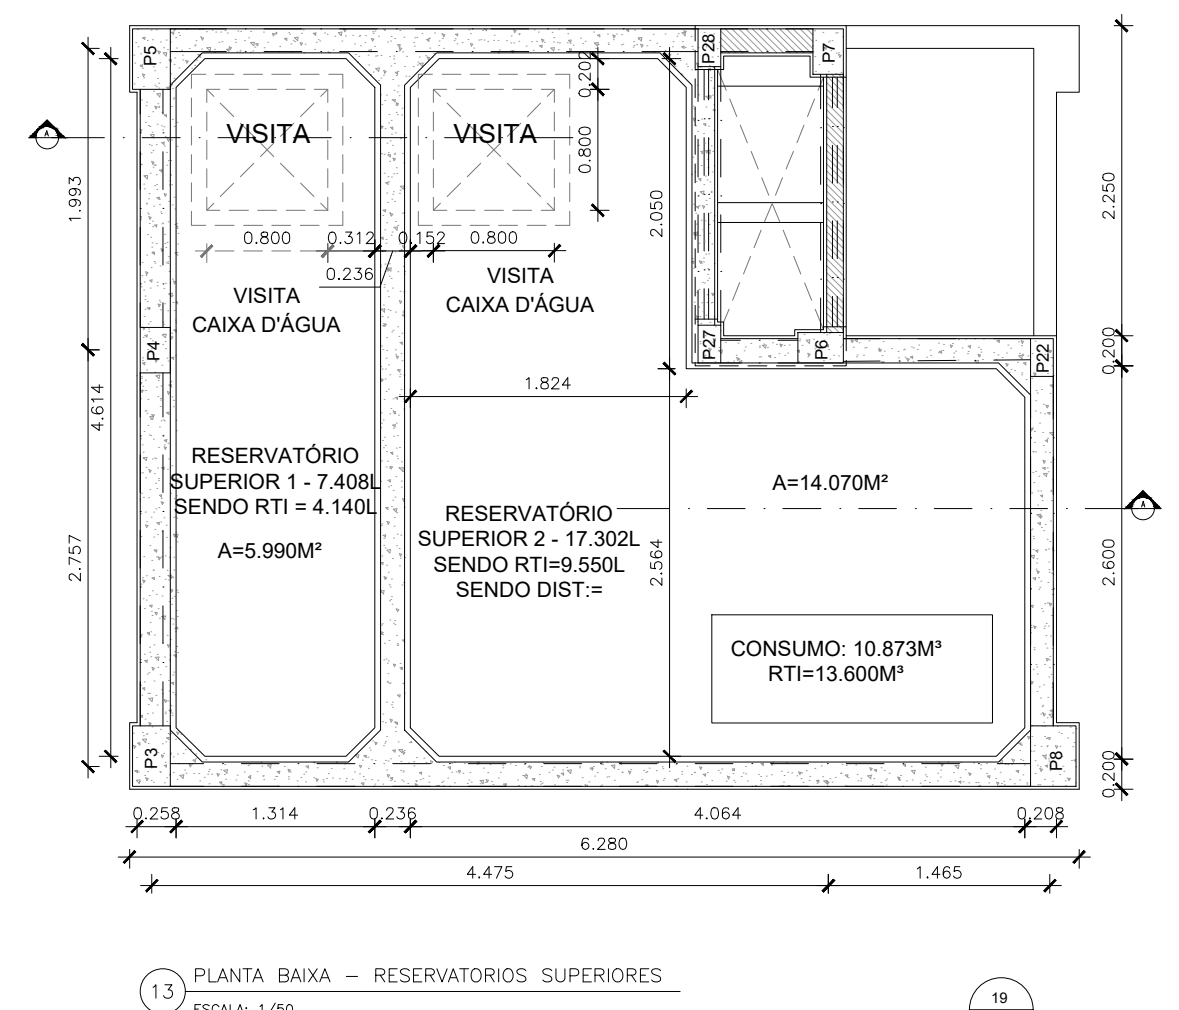 P5
P28
P7
0.202
VISITA
VISITA
A
0.800
1.993
2.050
2.250
0.800
0.312
0.152
0.800
0.236
VISITA
CAIXA D'ÁGUA
VISITA
CAIXA D'ÁGUA
P4
P27
P6
P22
0.200
1.824
4.614
RESERVATÓRIO
SUPERIOR 1 - 7.408L
SENDO RTI = 4.140L
A=5.990M²
A=14.070M²
A
RESERVATÓRIO
SUPERIOR 2 - 17.302L
SENDO RTI=9.550L
SENDO DIST:=
2.757
2.564
2.600
CONSUMO: 10.873M³
RTI=13.600M³
P3
P8
0.200
0.258
1.314
0.236
4.064
0.208
6.280
4.475
1.465
13
PLANTA BAIXA – RESERVATORIOS SUPERIORES
ESCALA: 1/50
19